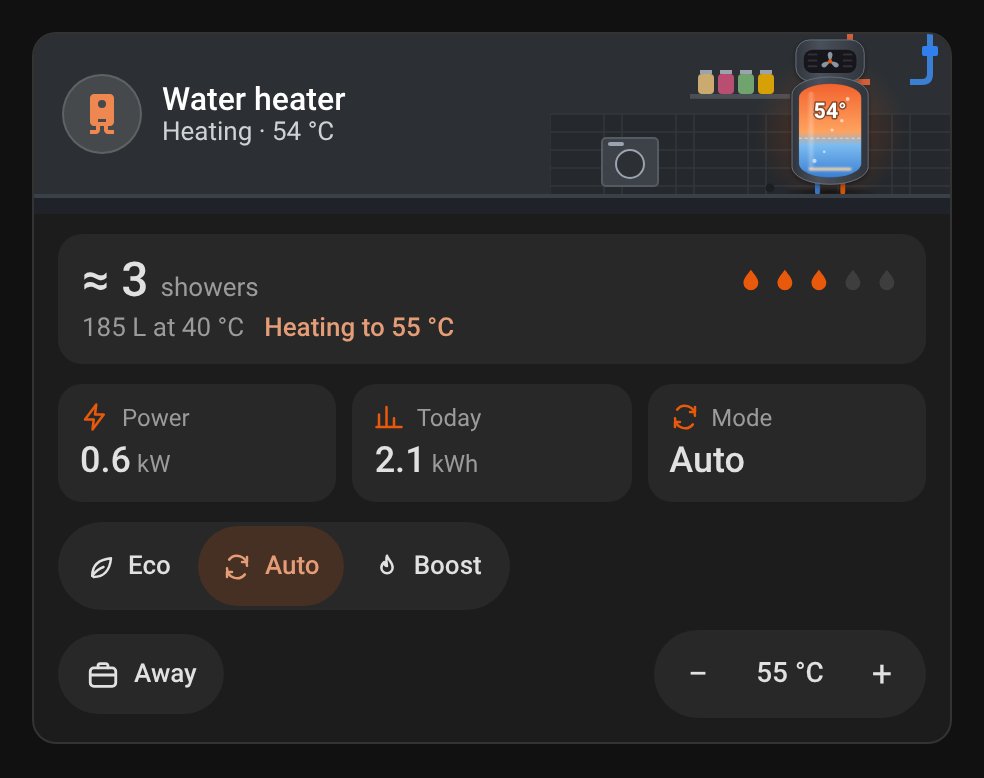 Water heater
Heating · 54 °C
54°
≈ 3 showers
185 L at 40 °C Heating to 55 °C
Power
0.6 kW
Today
2.1 kWh
Mode
Auto
Eco
Auto
Boost
Away
− 55 °C +